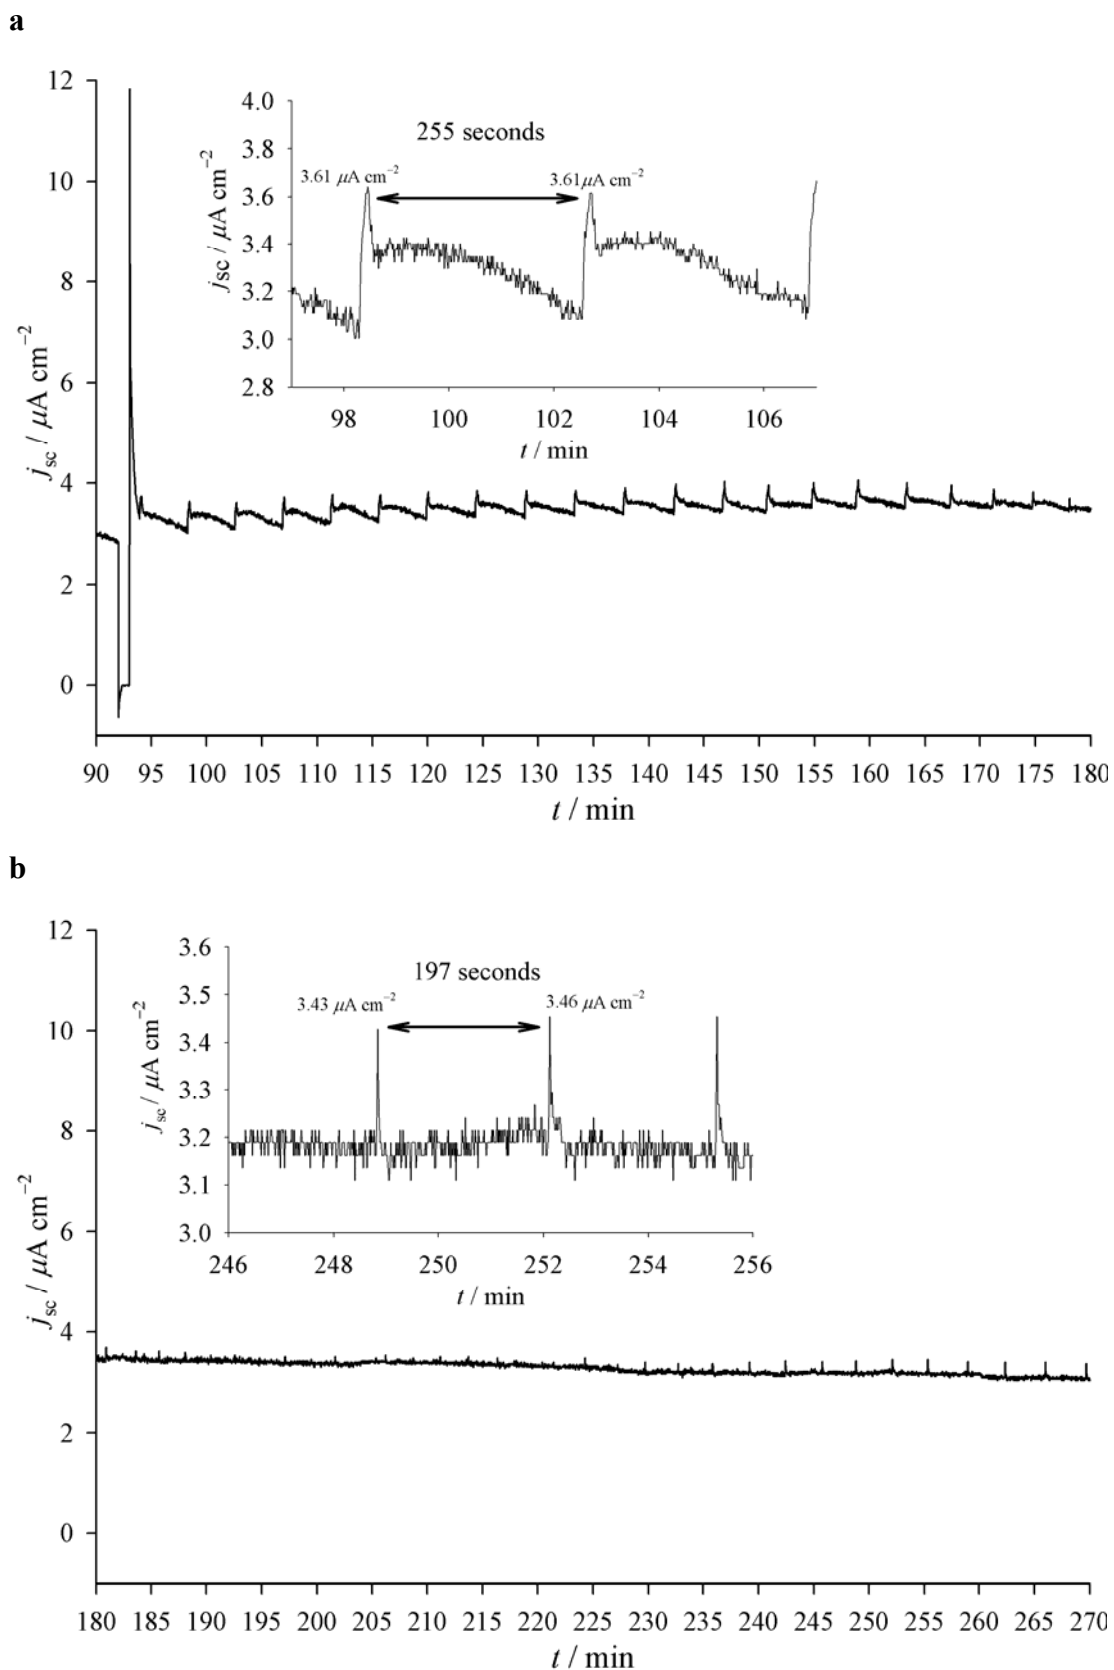 a
12
10
8
6
4
2
0
j_sc / μA cm⁻²
90 95 100 105 110 115 120 125 130 135 140 145 150 155 160 165 170 175 180
t / min
4.0
3.8
3.6
3.4
3.2
3.0
2.8
j_sc / μA cm⁻²
255 seconds
3.61 μA cm⁻² 3.61 μA cm⁻²
98 100 102 104 106
t / min
b
12
10
8
6
4
2
0
j_sc / μA cm⁻²
180 185 190 195 200 205 210 215 220 225 230 235 240 245 250 255 260 265 270
t / min
3.6
3.5
3.4
3.3
3.2
3.1
3.0
j_sc / μA cm⁻²
197 seconds
3.43 μA cm⁻² 3.46 μA cm⁻²
246 248 250 252 254 256
t / min